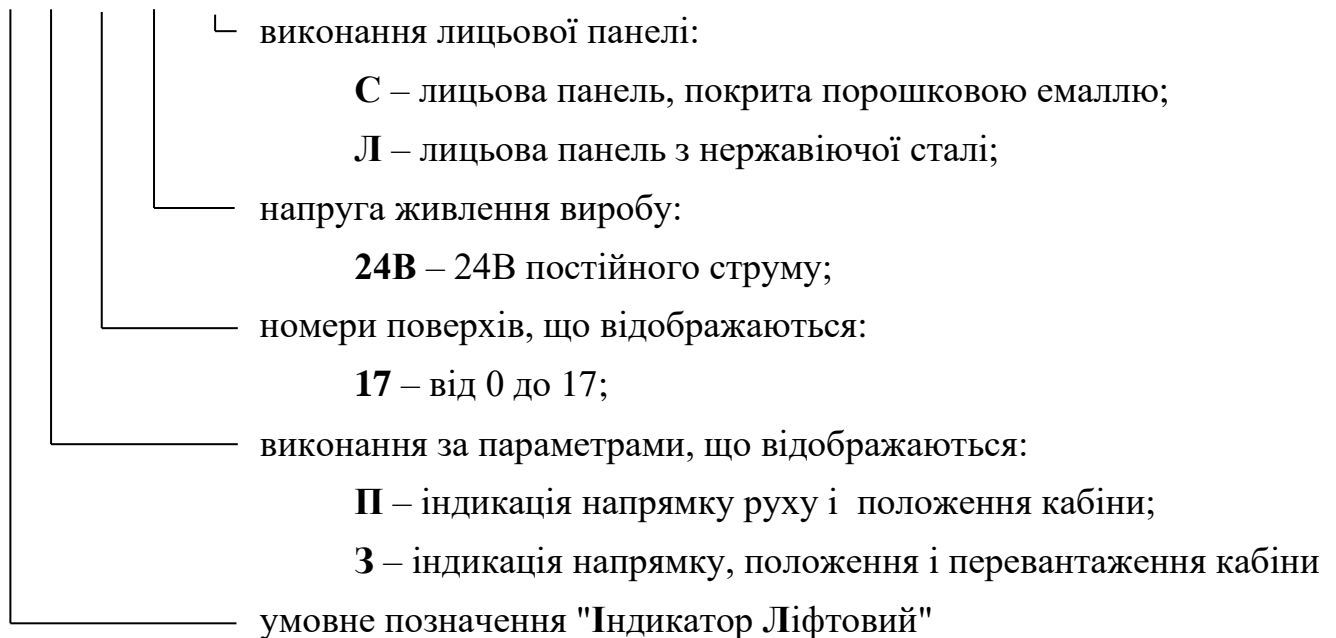 виконання лицьової панелі:
С – лицьова панель, покрита порошковою емаллю;
Л – лицьова панель з нержавіючої сталі;
напруга живлення виробу:
24В – 24В постійного струму;
номери поверхів, що відображаються:
17 – від 0 до 17;
виконання за параметрами, що відображаються:
П – індикація напрямку руху і положення кабіни;
З – індикація напрямку, положення і перевантаження кабіни
умовне позначення "Індикатор Ліфтовий"